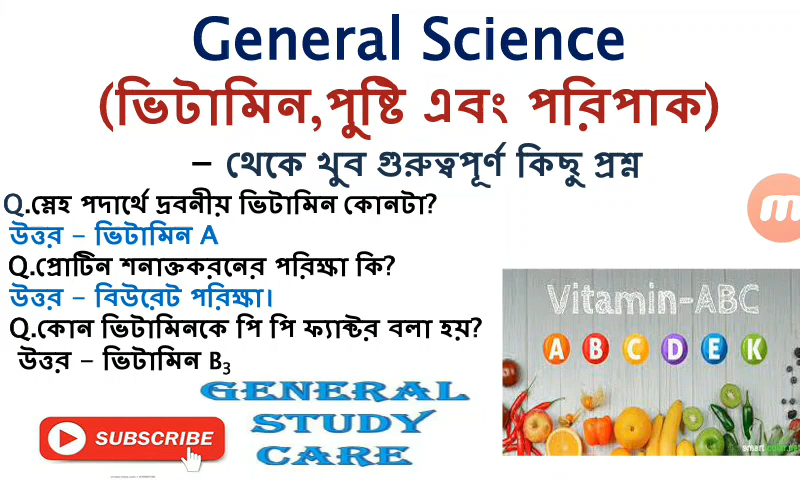 General Science
(ভিটামিন,পুষ্টি এবং পরিপাক)
– থেকে খুব গুরুত্বপূর্ণ কিছু প্রশ্ন
Q.স্নেহ পদার্থে দ্রবনীয় ভিটামিন কোনটা?
উত্তর – ভিটামিন A
Q.প্রোটিন শনাক্তকরনের পরিক্ষা কি?
উত্তর – বিউরেট পরিক্ষা।
Q.কোন ভিটামিনকে পি পি ফ্যাক্টর বলা হয়?
উত্তর – ভিটামিন B₃
Vitamin-ABC
A B C D E K
GENERAL
STUDY
CARE
SUBSCRIBE